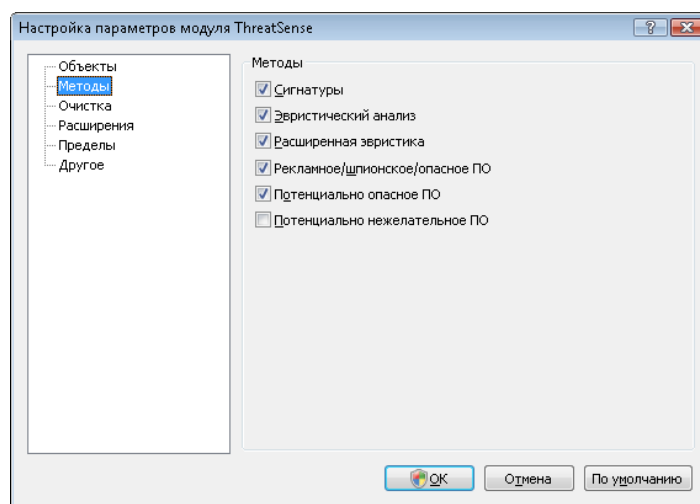 Настройка параметров модуля ThreatSense
Объекты
Методы
Очистка
Расширения
Пределы
Другое
Методы
Сигнатуры
Эвристический анализ
Расширенная эвристика
Рекламное/шпионское/опасное ПО
Потенциально опасное ПО
Потенциально нежелательное ПО
OK
Отмена
По умолчанию